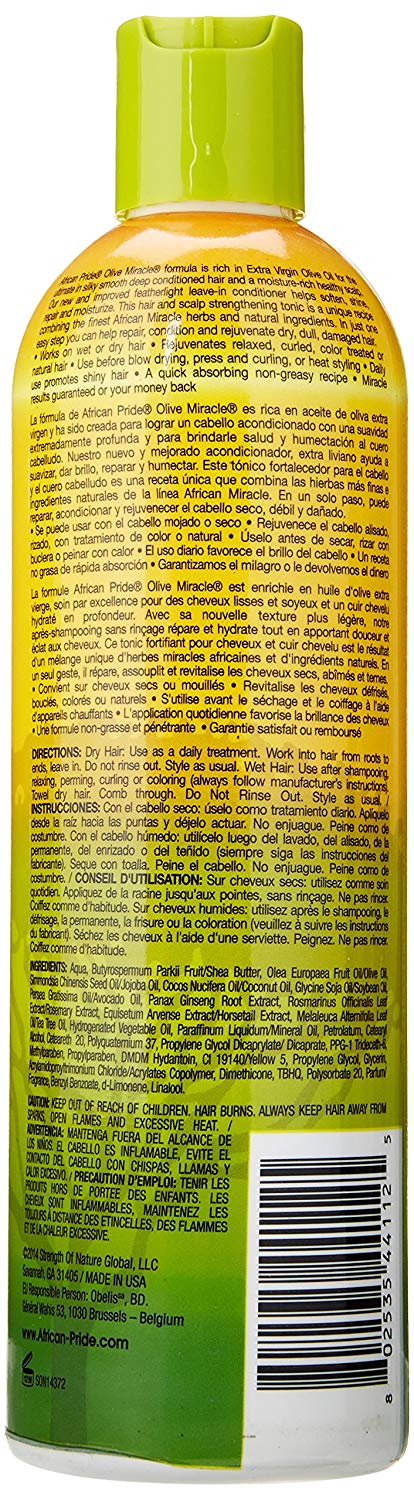 African Pride® Olive Miracle® formula is rich in Extra Virgin Olive Oil for the
ultimate in silky smooth deep conditioned hair and a moisture-rich healthy scalp.
Our new and improved featherlight leave-in conditioner helps soften, shine,
repair and moisturize. This hair and scalp strengthening tonic is a unique recipe
combining the finest African Miracle herbs and natural ingredients. In just one
easy step you can help repair, condition and rejuvenate dry, dull, damaged hair.
• Works on wet or dry hair • Rejuvenates relaxed, curled, color treated or
natural hair • Use before blow drying, press and curling, or heat styling • Daily
use promotes shiny hair • A quick absorbing non-greasy recipe • Miracle
results guaranteed or your money back
La fórmula de African Pride® Olive Miracle® es rica en aceite de oliva extra
virgen y ha sido creada para lograr un cabello acondicionado con una suavidad
extremadamente profunda y para brindarle salud y humectación al cuero
cabelludo. Nuestro nuevo y mejorado acondicionador, extra liviano ayuda a
suavizar, dar brillo, reparar y humectar. Este tónico fortalecedor para el cabello
y el cuero cabelludo es una receta única que combina las hierbas más finas e
ingredientes naturales de la línea African Miracle. En un solo paso, puede
reparar, acondicionar y rejuvenecer el cabello seco, débil y dañado.
• Se puede usar con el cabello mojado o seco • Rejuvenece el cabello alisado,
rizado, con tratamiento de color o natural • Úselo antes de secar, rizar con
buclera o peinar con calor • El uso diario favorece el brillo del cabello • Un receta
no grasa de rápida absorción • Garantizamos el milagro o le devolvemos el dinero
La formule African Pride® Olive Miracle® est enrichie en huile d'olive extra
vierge, soin par excellence pour des cheveux lisses et soyeux et un cuir chevelu
hydraté en profondeur. Avec sa nouvelle texture plus légère, notre
après-shampooing sans rinçage répare et hydrate tout en apportant douceur et
éclat aux cheveux. Ce tonic fortifiant pour cheveux et cuir chevelu est le résultat
d'un mélange unique d'herbes miracles africaines et d'ingrédients naturels. En
un seul geste, il répare, assouplit et revitalise les cheveux secs, abîmés et ternes.
• Convient sur cheveux secs ou mouillés • Revitalise les cheveux défrisés,
bouclés, colorés ou naturels • S'utilise avant le séchage et le coiffage à l'aide
d'appareils chauffants • L'application quotidienne favorise la brillance des cheveux
• Une formule non-grasse et pénétrante • Garantie satisfait ou remboursé
DIRECTIONS: Dry Hair: Use as a daily treatment. Work into hair from roots to
ends, leave in. Do not rinse out. Style as usual. Wet Hair: Use after shampooing,
relaxing, perming, curling or coloring (always follow manufacturer's instructions).
Towel dry hair. Comb through. Do Not Rinse Out. Style as usual. /
INSTRUCCIONES: Con el cabello seco: úselo como tratamiento diario. Aplíquelo
desde la raíz hacia las puntas y déjelo actuar. No enjuague. Peine como de
costumbre. Con el cabello húmedo: utilícelo luego del lavado, del alisado, de la
permanente, del enrizado o del teñido (siempre siga las instrucciones del
fabricante). Seque con toalla. Peine el cabello. No enjuague. Peine como de
costumbre. / CONSEIL D'UTILISATION: Sur cheveux secs: utilisez comme soin
quotidien. Appliquez de la racine jusqu'aux pointes, sans rinçage. Ne pas rincer.
Coiffez comme d'habitude. Sur cheveux humides: utilisez après le shampooing, le
défrisage, la permanente, la frisure ou la coloration (veuillez à suivre les instructions
du fabricant). Séchez les cheveux à l'aide d'une serviette. Peignez. Ne pas rincer.
Coiffez comme d'habitude.
INGREDIENTS: Aqua, Butyrospermum Parkii Fruit/Shea Butter, Olea Europaea Fruit Oil/Olive Oil,
Simmondsia Chinensis Seed Oil/Jojoba Oil, Cocos Nucifera Oil/Coconut Oil, Glycine Soja Oil/Soybean Oil,
Persea Gratissima Oil/Avocado Oil, Panax Ginseng Root Extract, Rosmarinus Officinalis Leaf
Extract/Rosemary Extract, Equisetum Arvense Extract/Horsetail Extract, Melaleuca Alternifolia Leaf
Oil/Tea Tree Oil, Hydrogenated Vegetable Oil, Paraffinum Liquidum/Mineral Oil, Petrolatum, Cetearyl
Alcohol, Ceteareth 20, Polyquaternium 37, Propylene Glycol Dicaprylate/ Dicaprate, PPG-1 Trideceth-6,
Methylparaben, Propylparaben, DMDM Hydantoin, CI 19140/Yellow 5, Propylene Glycol, Glycerin,
Acrylamidopropyltrimonium Chloride/Acrylates Copolymer, Dimethicone, TBHQ, Polysorbate 20, Parfum/
Fragrance, Benzyl Benzoate, d-Limonene, Linalool.
CAUTION: KEEP OUT OF REACH OF CHILDREN. HAIR BURNS. ALWAYS KEEP HAIR AWAY FROM
SPARKS, OPEN FLAMES AND EXCESSIVE HEAT. /
ADVERTENCIA: MANTENGA FUERA DEL ALCANCE DE
LOS NIÑOS. EL CABELLO ES INFLAMABLE, EVITE EL
CONTACTO DEL CABELLO CON CHISPAS, LLAMAS Y
CALOR EXCESIVO. / PRECAUTION D'EMPLOI: TENIR LES
PRODUITS HORS DE PORTEE DES ENFANTS. LES
CHEVEUX SONT INFLAMMABLES, MAINTENEZ LES
TOUJOURS À DISTANCE DES ETINCELLES, DES FLAMMES
ET DE LA CHALEUR EXCESSIVE.
©2014 Strength Of Nature Global, LLC
Savannah, GA 31405 / MADE IN USA
EU Responsible Person: Obelis sa, BD.
Général Wahis 53, 1030 Brussels – Belgium
www.African-Pride.com
12M
SON14372
8 02535 44112 5